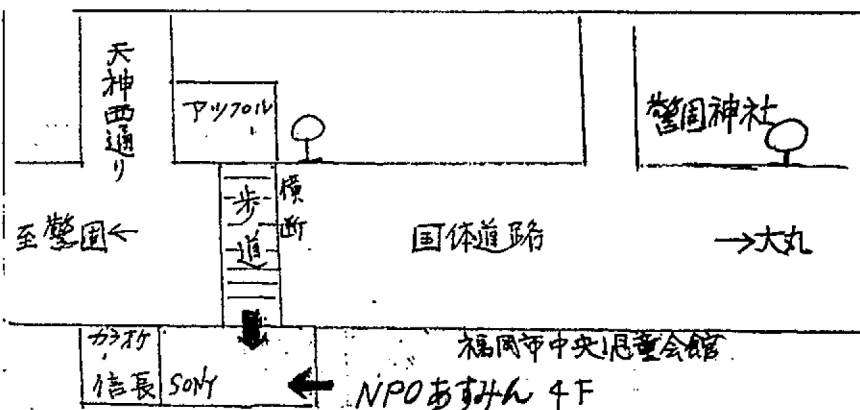 天神西通り
アップル
警固神社
横断
歩道
至警固←
国体道路
→大丸
カラオケ
信長
SONY
福岡市中央児童会館
NPOあすみん 4F